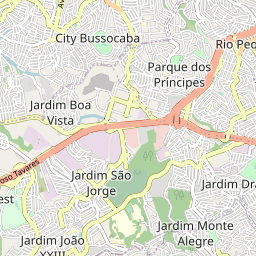 City Bussocaba
Rio Peq
Parque dos
Príncipes
Jardim Boa
Vista
oso Tavares
Jardim São
Jorge
Jardim Dra
est
Jardim Monte
Alegre
Jardim João
XXIII